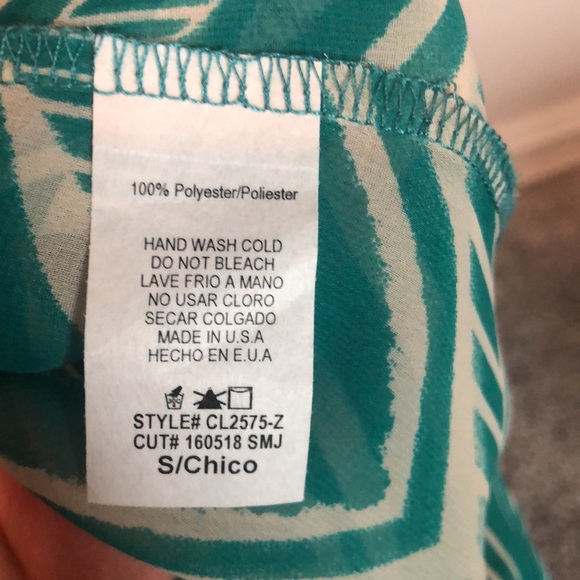 100% Polyester/Poliester
HAND WASH COLD
DO NOT BLEACH
LAVE FRIO A MANO
NO USAR CLORO
SECAR COLGADO
MADE IN U.S.A
HECHO EN E.U.A
STYLE# CL2575-Z
CUT# 160518 SMJ
S/Chico